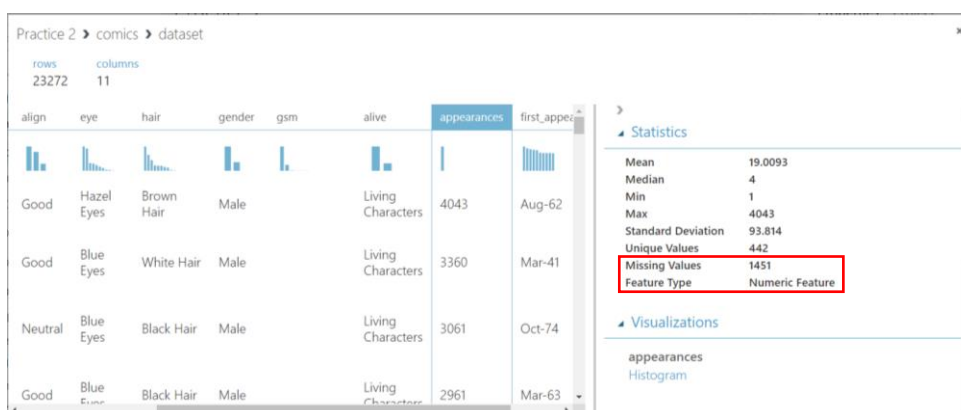 Practice 2 › comics › dataset
rows columns
23272 11
align eye hair gender gsm alive appearances first_appea
Good Hazel Eyes Brown Hair Male Living Characters 4043 Aug-62
Good Blue Eyes White Hair Male Living Characters 3360 Mar-41
Neutral Blue Eyes Black Hair Male Living Characters 3061 Oct-74
Good Blue Eyes Black Hair Male Living Characters 2961 Mar-63
Statistics
Mean 19.0093
Median 4
Min 1
Max 4043
Standard Deviation 93.814
Unique Values 442
Missing Values 1451
Feature Type Numeric Feature
Visualizations
appearances
Histogram